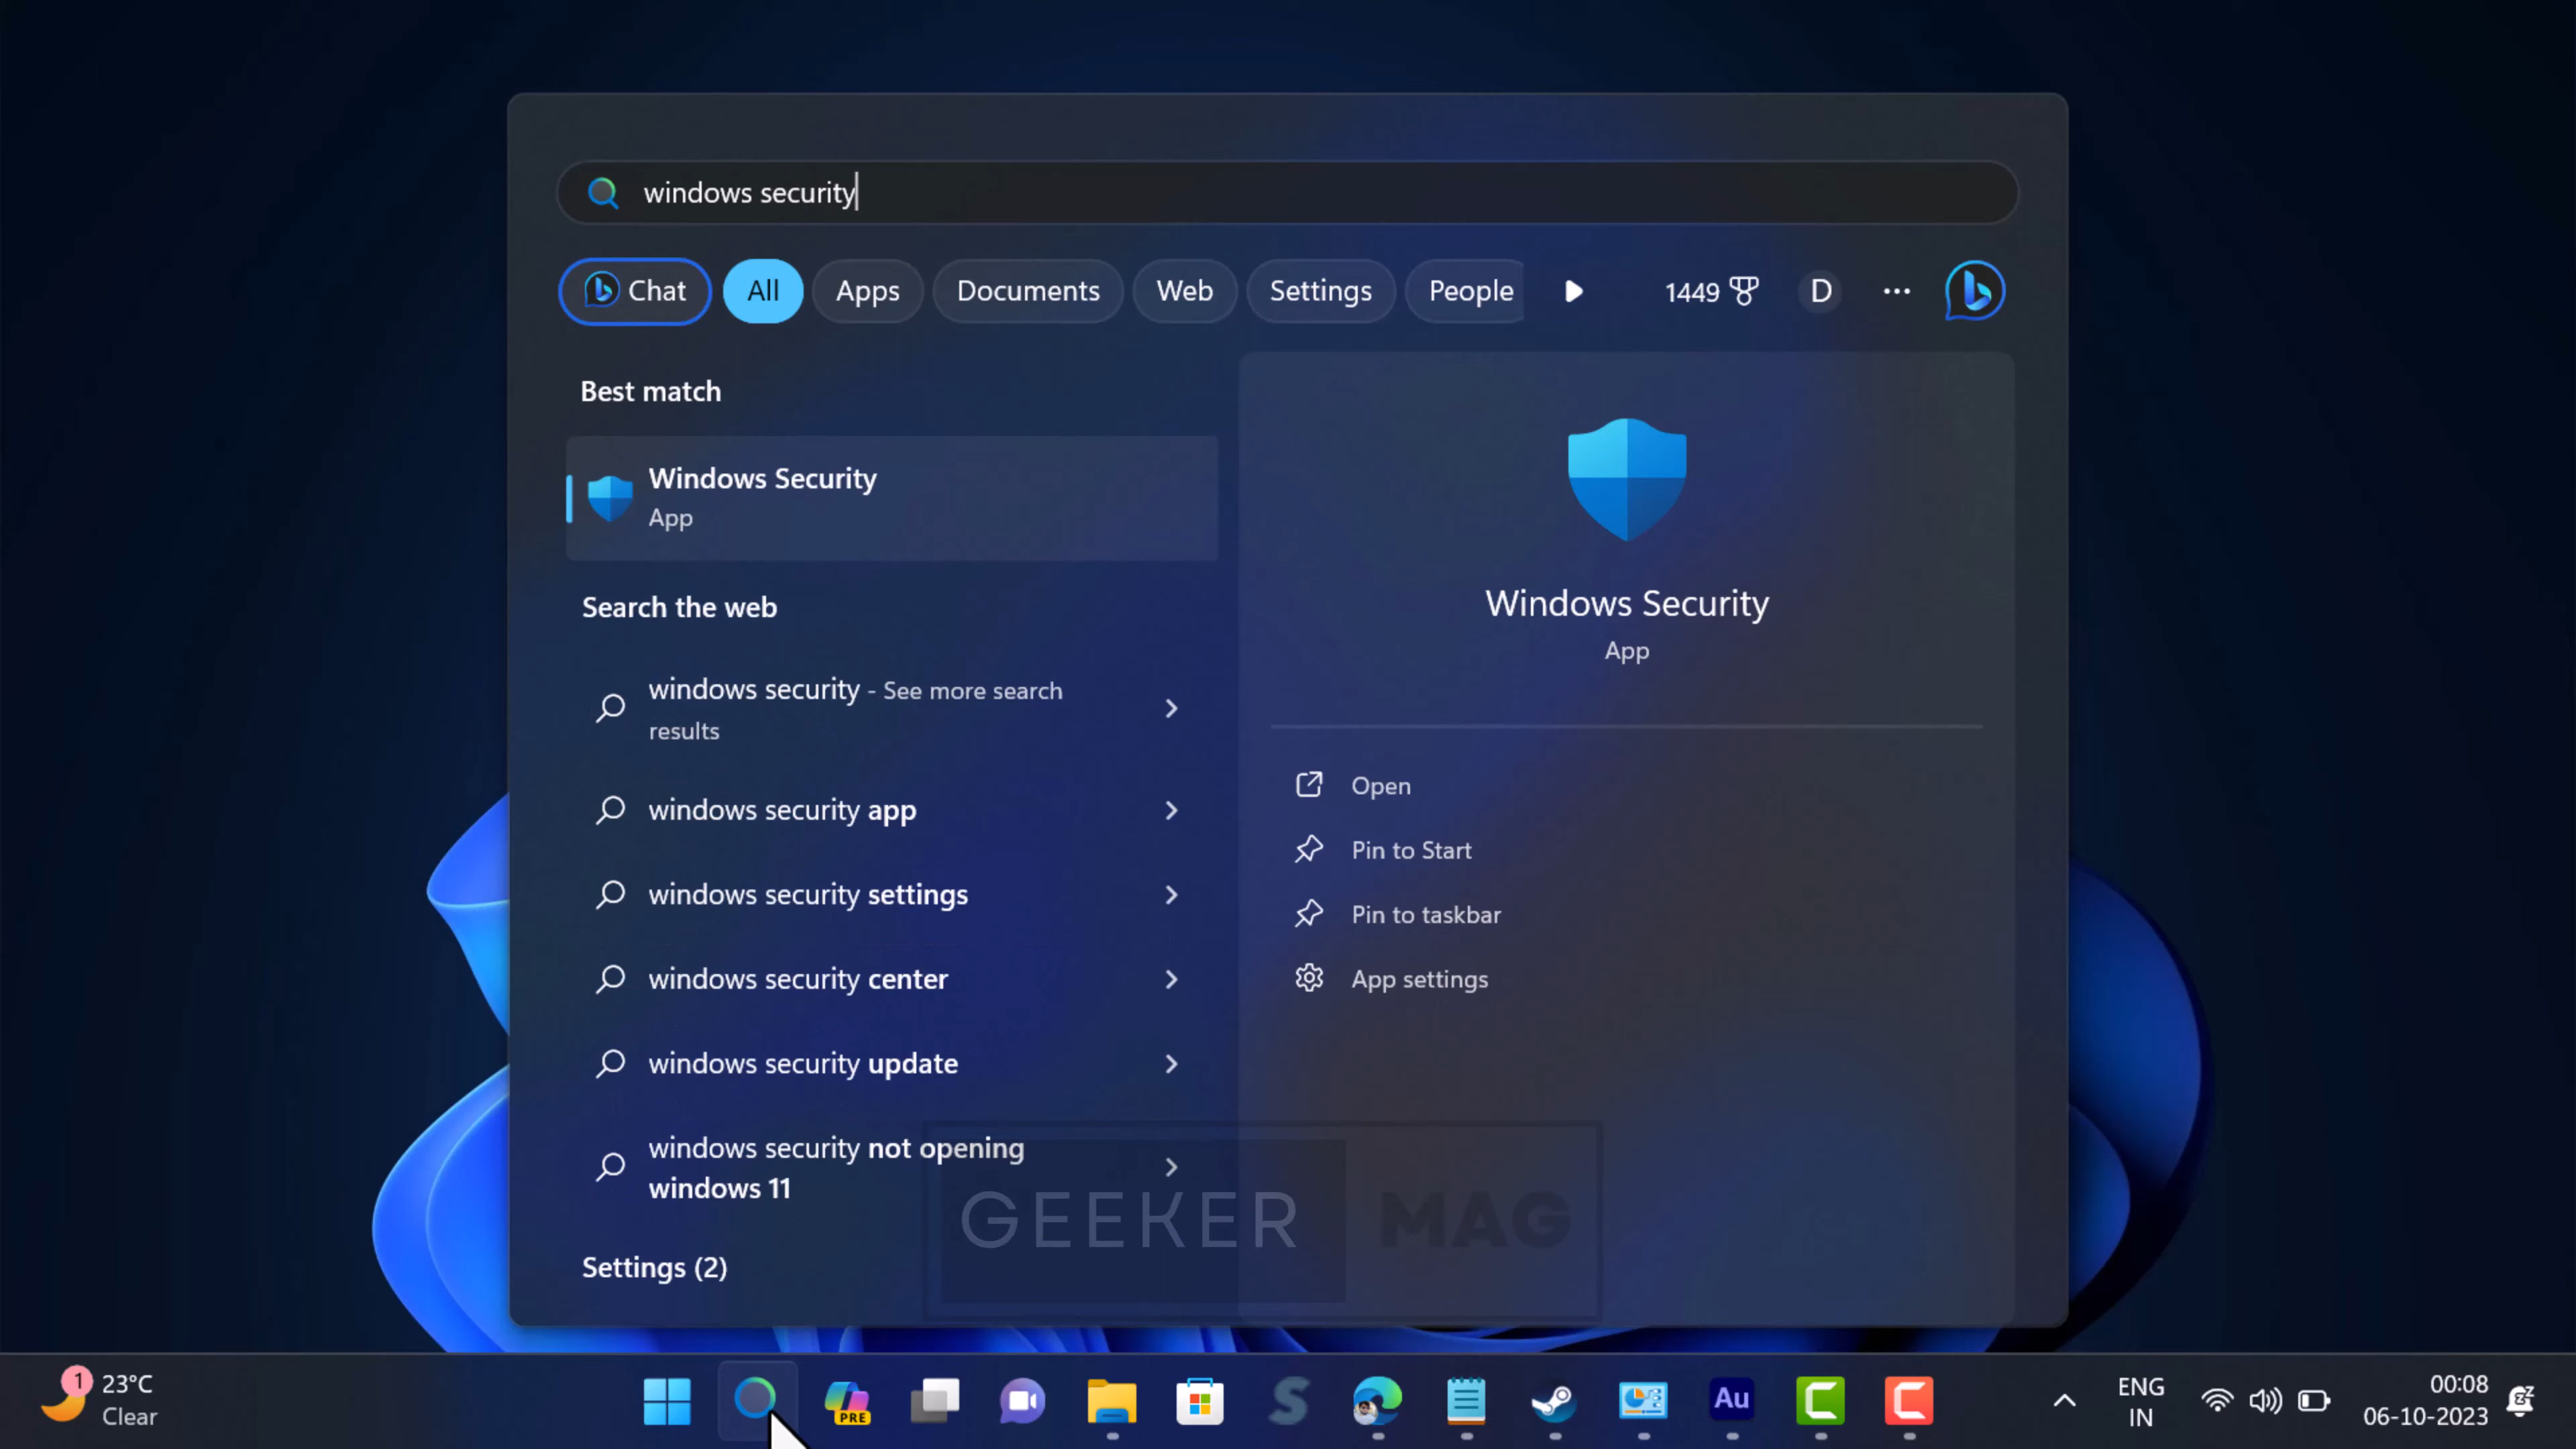 windows security
Chat All Apps Documents Web Settings People 1449 D
Best match
Windows Security
App
Search the web
windows security - See more search
results
windows security app
windows security settings
windows security center
windows security update
windows security not opening
windows 11
Settings (2)
Windows Security
App
Open
Pin to Start
Pin to taskbar
App settings
GEEKER MAG
1
23°C
Clear
PRE
Au
ENG
IN
00:08
06-10-2023